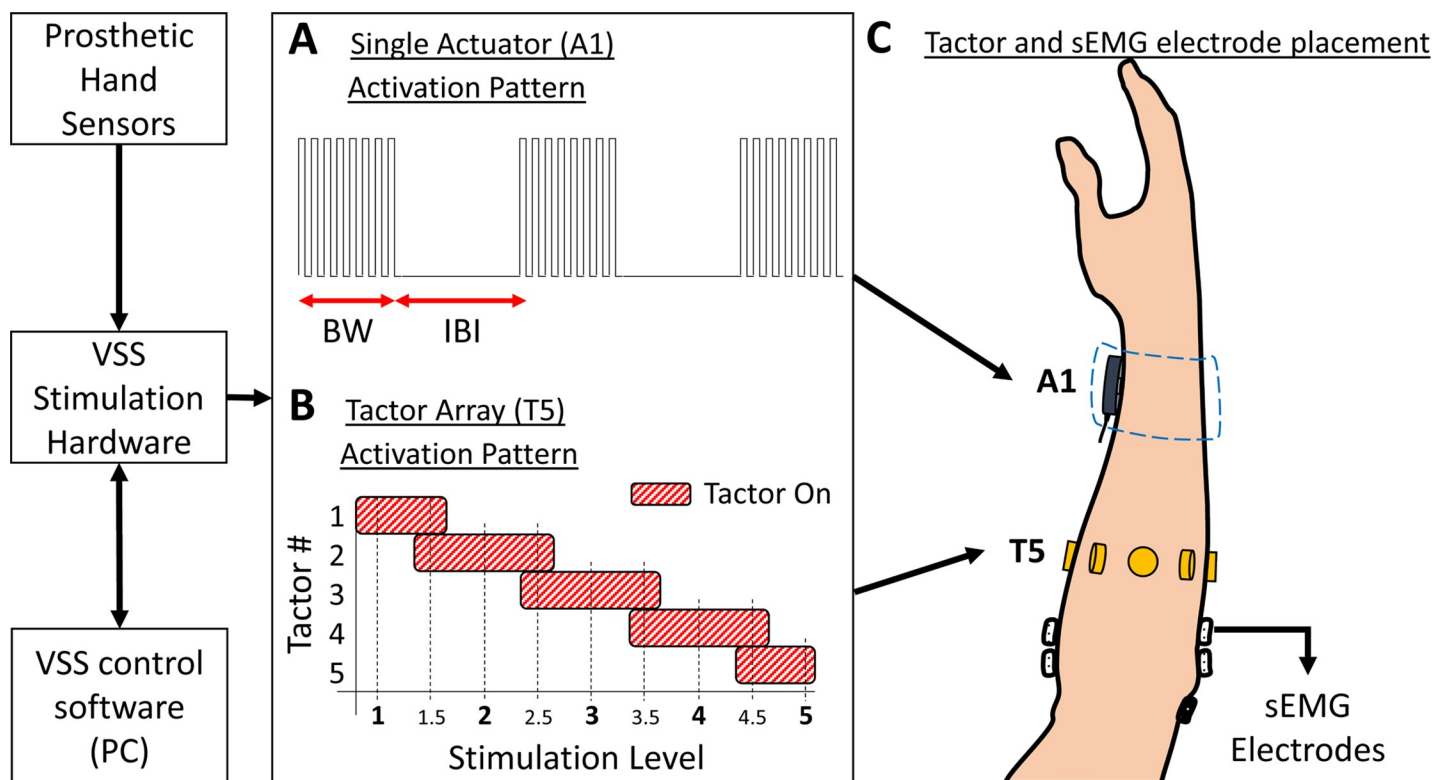 Prosthetic
Hand
Sensors
VSS
Stimulation
Hardware
VSS control
software
(PC)
A Single Actuator (A1)
Activation Pattern
BW IBI
B Tactor Array (T5)
Activation Pattern
Tactor On
Tactor #
1
2
3
4
5
1 1.5 2 2.5 3 3.5 4 4.5 5
Stimulation Level
C Tactor and sEMG electrode placement
A1
T5
sEMG
Electrodes